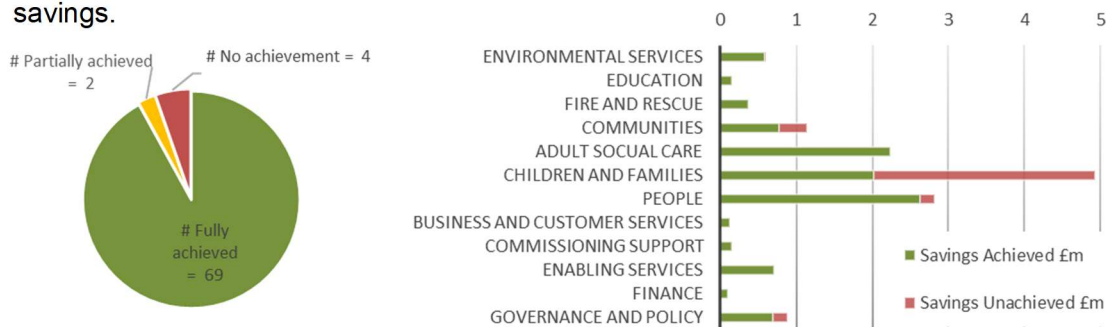 savings.
# Partially achieved
= 2
# No achievement = 4
# Fully
achieved
= 69
0 1 2 3 4 5
ENVIRONMENTAL SERVICES
EDUCATION
FIRE AND RESCUE
COMMUNITIES
ADULT SOCUAL CARE
CHILDREN AND FAMILIES
PEOPLE
BUSINESS AND CUSTOMER SERVICES
COMMISSIONING SUPPORT
ENABLING SERVICES
FINANCE
GOVERNANCE AND POLICY
Savings Achieved £m
Savings Unachieved £m